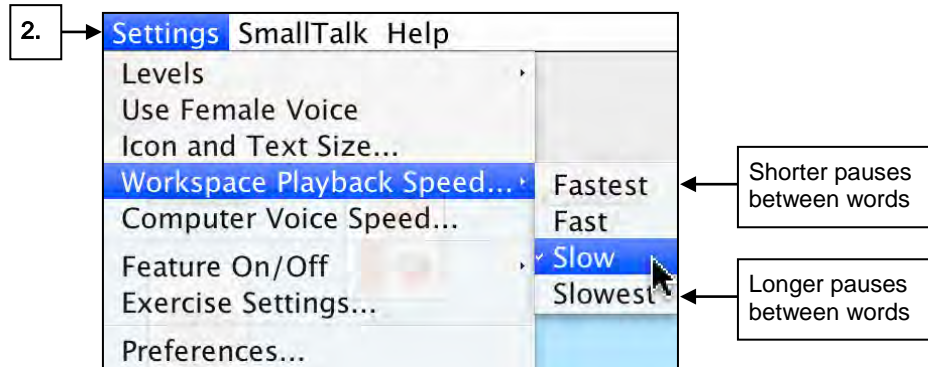 2.
Settings SmallTalk Help
Levels
Use Female Voice
Icon and Text Size...
Workspace Playback Speed...
Computer Voice Speed...
Feature On/Off
Exercise Settings...
Preferences...
Fastest
Fast
Slow
Slowest
Shorter pauses
between words
Longer pauses
between words